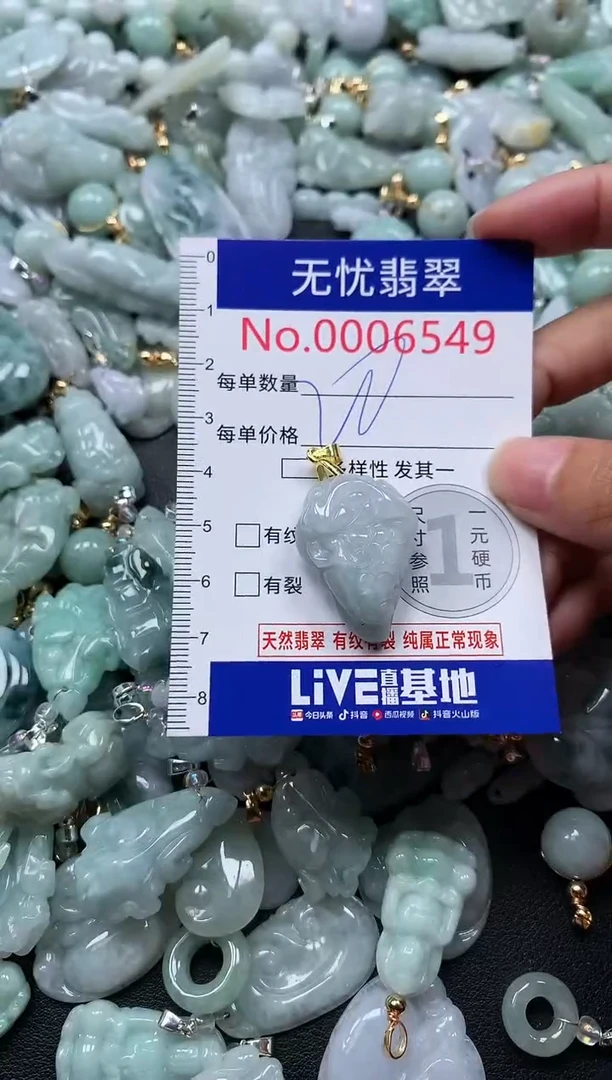 0
无忧翡翠
1
No.0006549
2
每单数量
3
每单价格
4
多样性 发其一
5
有纹
尺寸参照
1
一元硬币
6
有裂
7
天然翡翠 有纹有裂 纯属正常现象
8
LiVE直播基地
今日头条 抖音 西瓜视频 抖音火山版